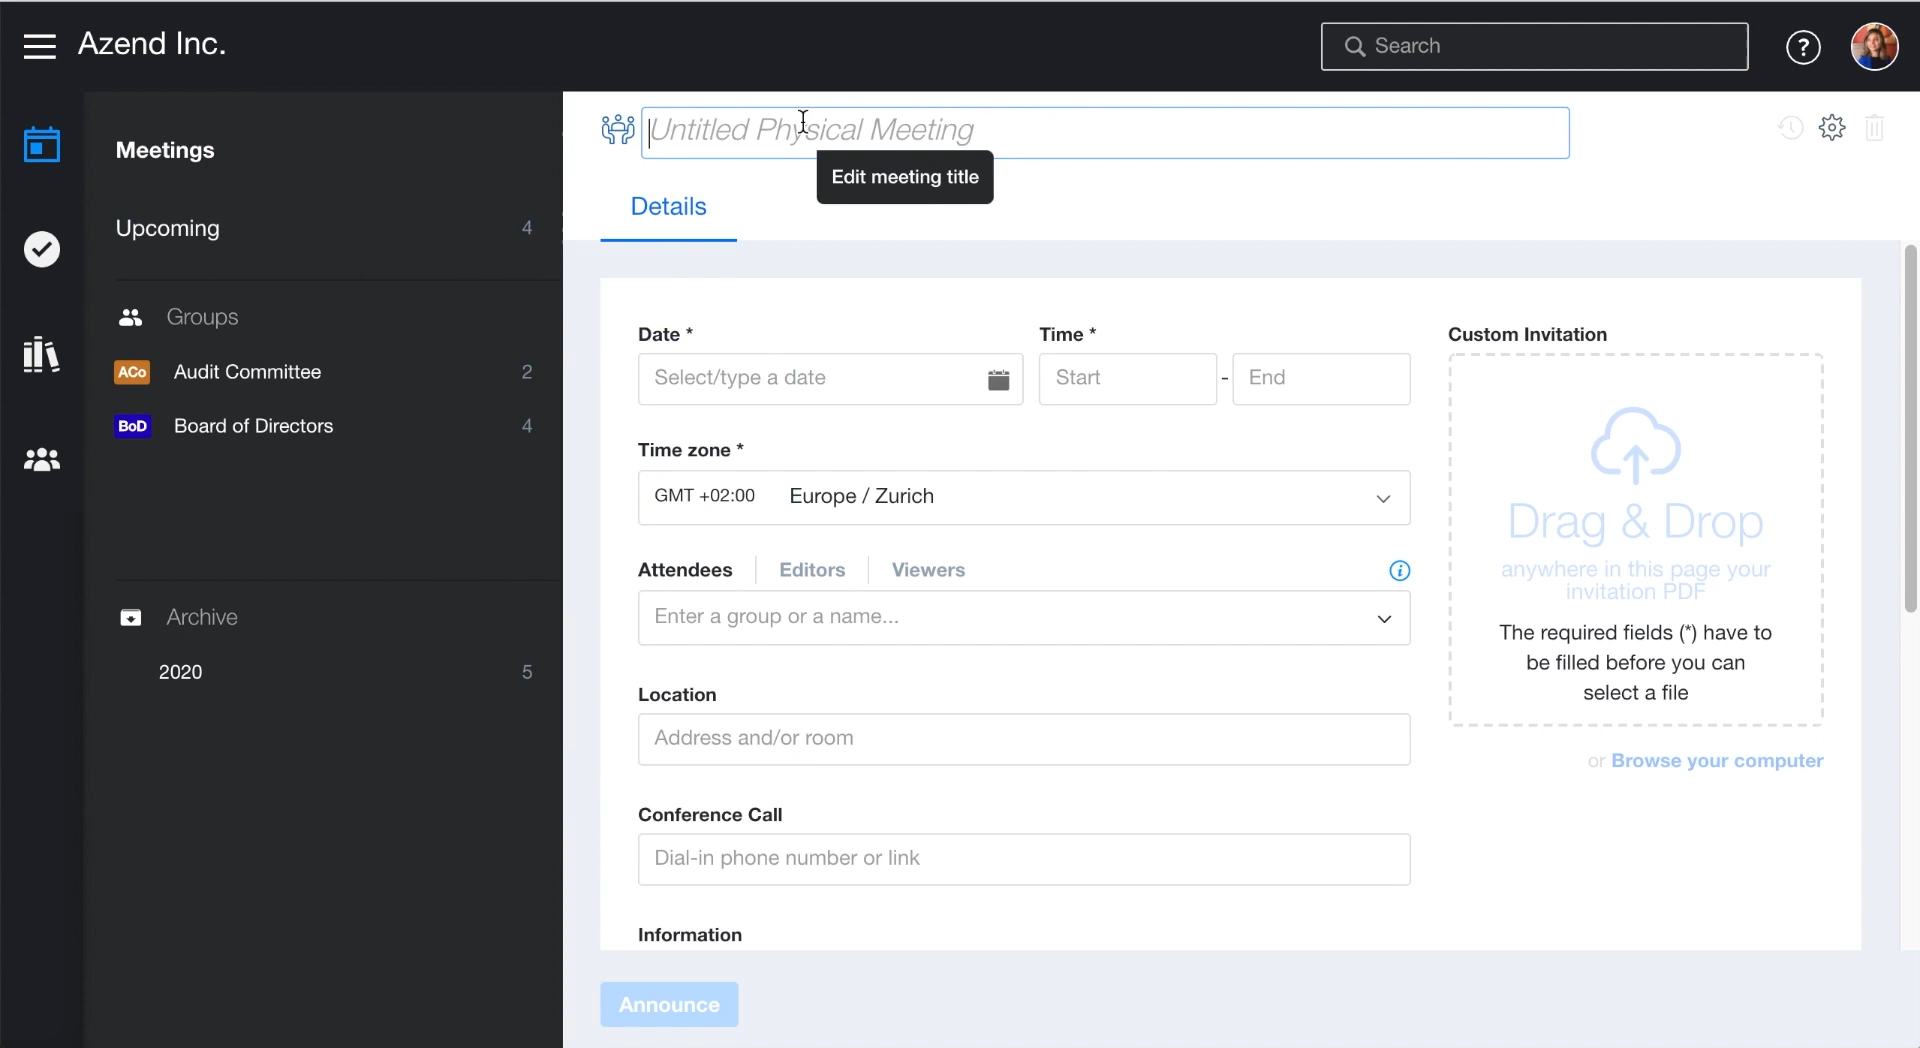 Azend Inc.
Search
?
Meetings
Upcoming 4
Groups
ACo Audit Committee 2
BoD Board of Directors 4
Archive
2020 5
Untitled Physical Meeting
Edit meeting title
Details
Date *
Select/type a date
Time *
Start - End
Time zone *
GMT +02:00 Europe / Zurich
Attendees Editors Viewers
i
Enter a group or a name...
Location
Address and/or room
Conference Call
Dial-in phone number or link
Information
Custom Invitation
Drag & Drop
anywhere in this page your
invitation PDF
The required fields (*) have to
be filled before you can
select a file
or Browse your computer
Announce